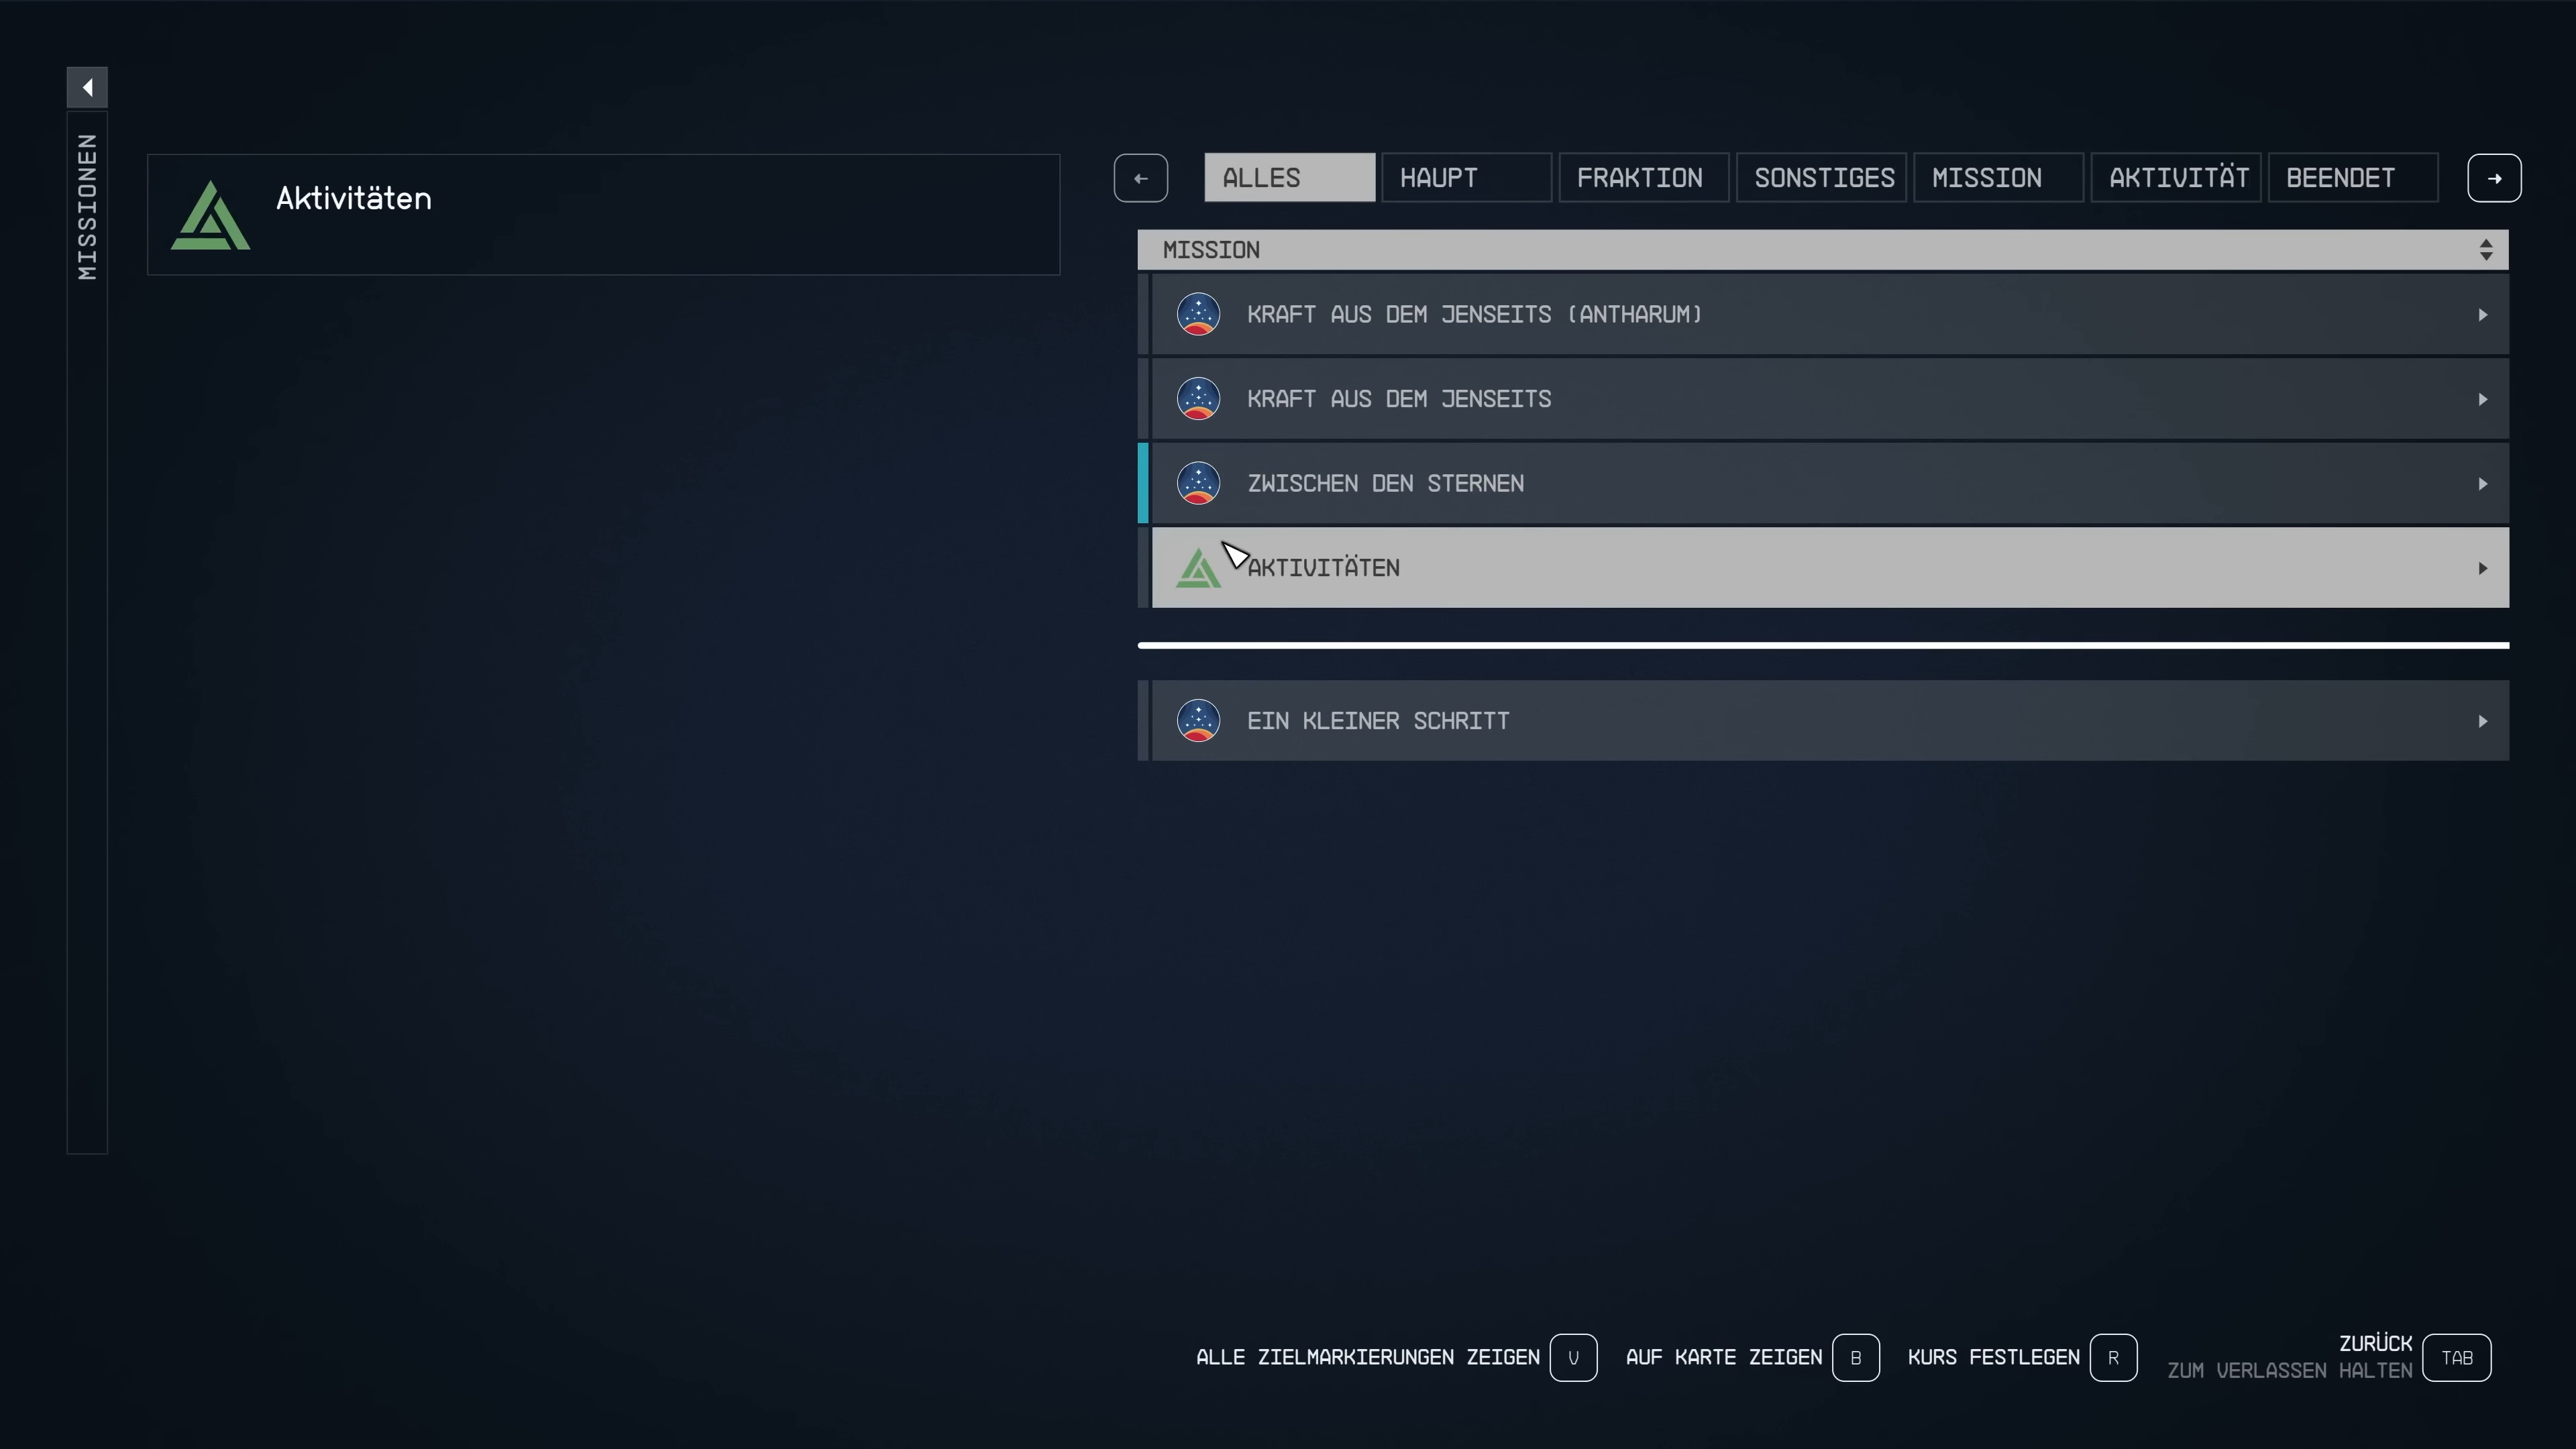 MISSIONEN
Aktivitäten
ALLES HAUPT FRAKTION SONSTIGES MISSION AKTIVITÄT BEENDET
MISSION
KRAFT AUS DEM JENSEITS (ANTHARUM)
KRAFT AUS DEM JENSEITS
ZWISCHEN DEN STERNEN
AKTIVITÄTEN
EIN KLEINER SCHRITT
ALLE ZIELMARKIERUNGEN ZEIGEN V AUF KARTE ZEIGEN B KURS FESTLEGEN R ZURÜCK TAB
ZUM VERLASSEN HALTEN